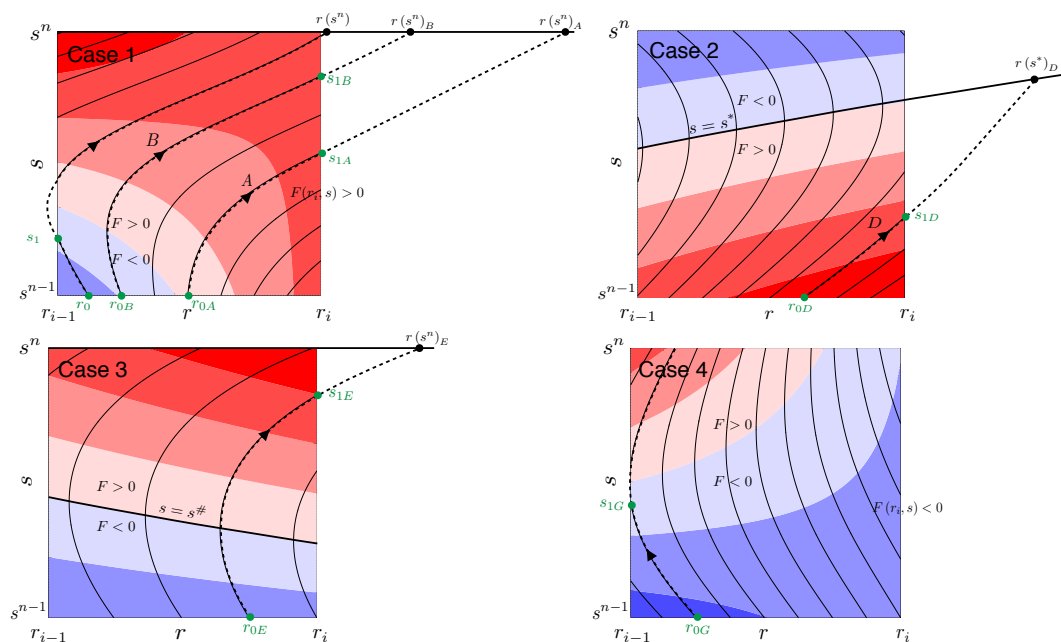 Case 1
s^n
r(s^n)
r(s^n)_B
r(s^n)_A
s_{1B}
B
s
A
s_{1A}
F(r_i, s) > 0
F > 0
s_1
F < 0
s^{n-1}
r_0
r_{0B}
r_{0A}
r_{i-1}
r
r_i
Case 2
s^n
r(s^*)_D
F < 0
s = s^*
s
F > 0
D
s_{1D}
s^{n-1}
r_{0D}
r_{i-1}
r
r_i
Case 3
s^n
r(s^n)_E
s_{1E}
s
F > 0
s = s^#
F < 0
s^{n-1}
r_{0E}
r_{i-1}
r
r_i
Case 4
s^n
F > 0
s
F < 0
s_{1G}
F(r_i, s) < 0
s^{n-1}
r_{0G}
r_{i-1}
r
r_i